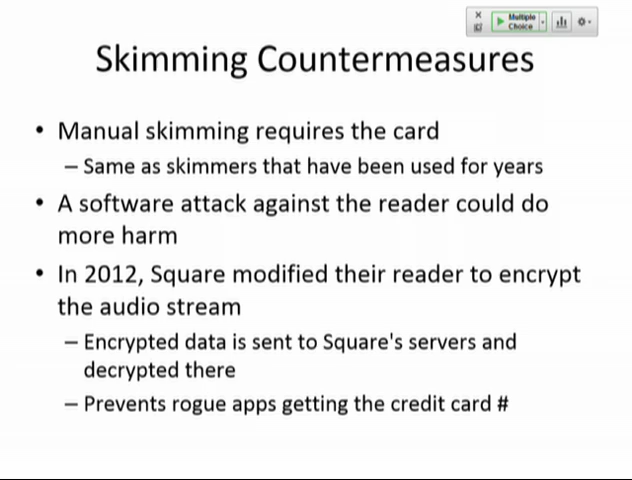 Multiple
Choice
Skimming Countermeasures
• Manual skimming requires the card
– Same as skimmers that have been used for years
• A software attack against the reader could do
more harm
• In 2012, Square modified their reader to encrypt
the audio stream
– Encrypted data is sent to Square's servers and
decrypted there
– Prevents rogue apps getting the credit card #